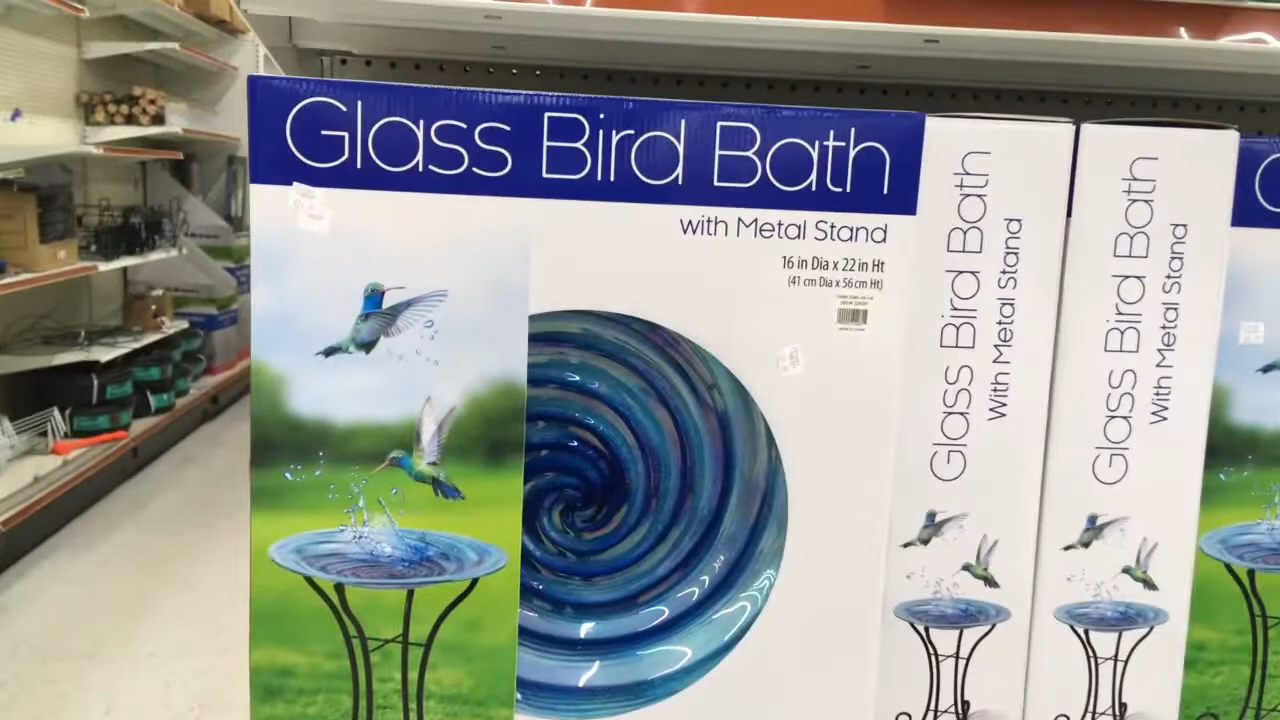 Glass Bird Bath
with Metal Stand
16 in Dia x 22 in Ht
(41 cm Dia x 56 cm Ht)
Glass Bird Bath
With Metal Stand
Glass Bird Bath
With Metal Stand
G